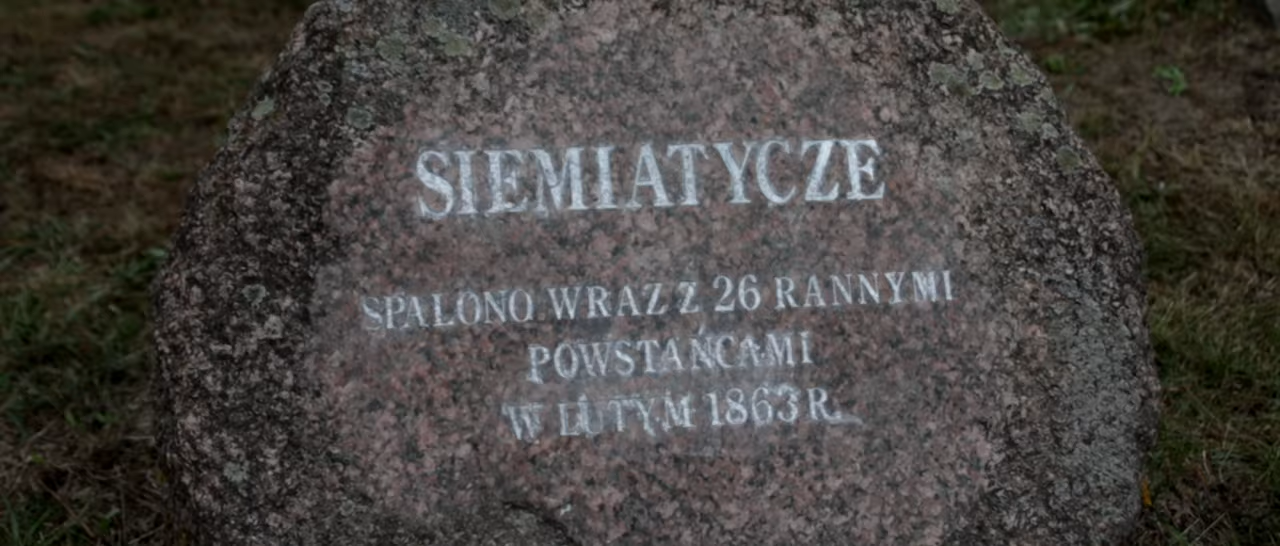 SIEMIATYCZE
SPALONO WRAZ Z 26 RANNYMI
POWSTAŃCAMI
W LUTYM 1863 R.